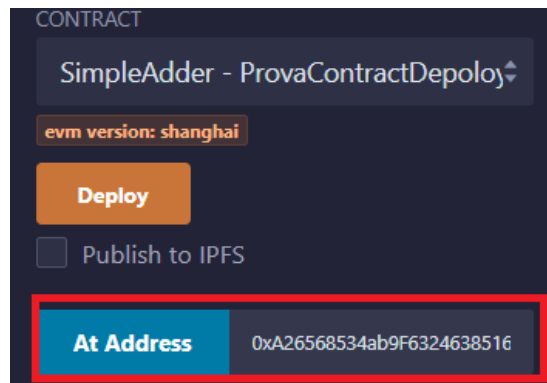 CONTRACT
SimpleAdder - ProvaContractDepoloy
evm version: shanghai
Deploy
Publish to IPFS
At Address 0xA26568534ab9F6324638516